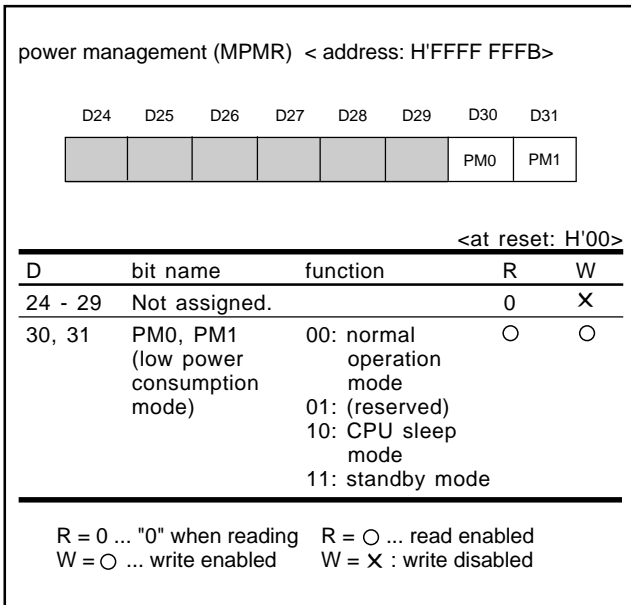 power management (MPMR) < address: H'FFFF FFFB>
D24 D25 D26 D27 D28 D29 D30 D31
PM0 PM1
<at reset: H'00>
D bit name function R W
24 - 29 Not assigned. 0 ×
30, 31 PM0, PM1 00: normal ○ ○
(low power operation
consumption mode
mode) 01: (reserved)
10: CPU sleep
mode
11: standby mode
R = 0 ... "0" when reading R = ○ ... read enabled
W = ○ ... write enabled W = × : write disabled